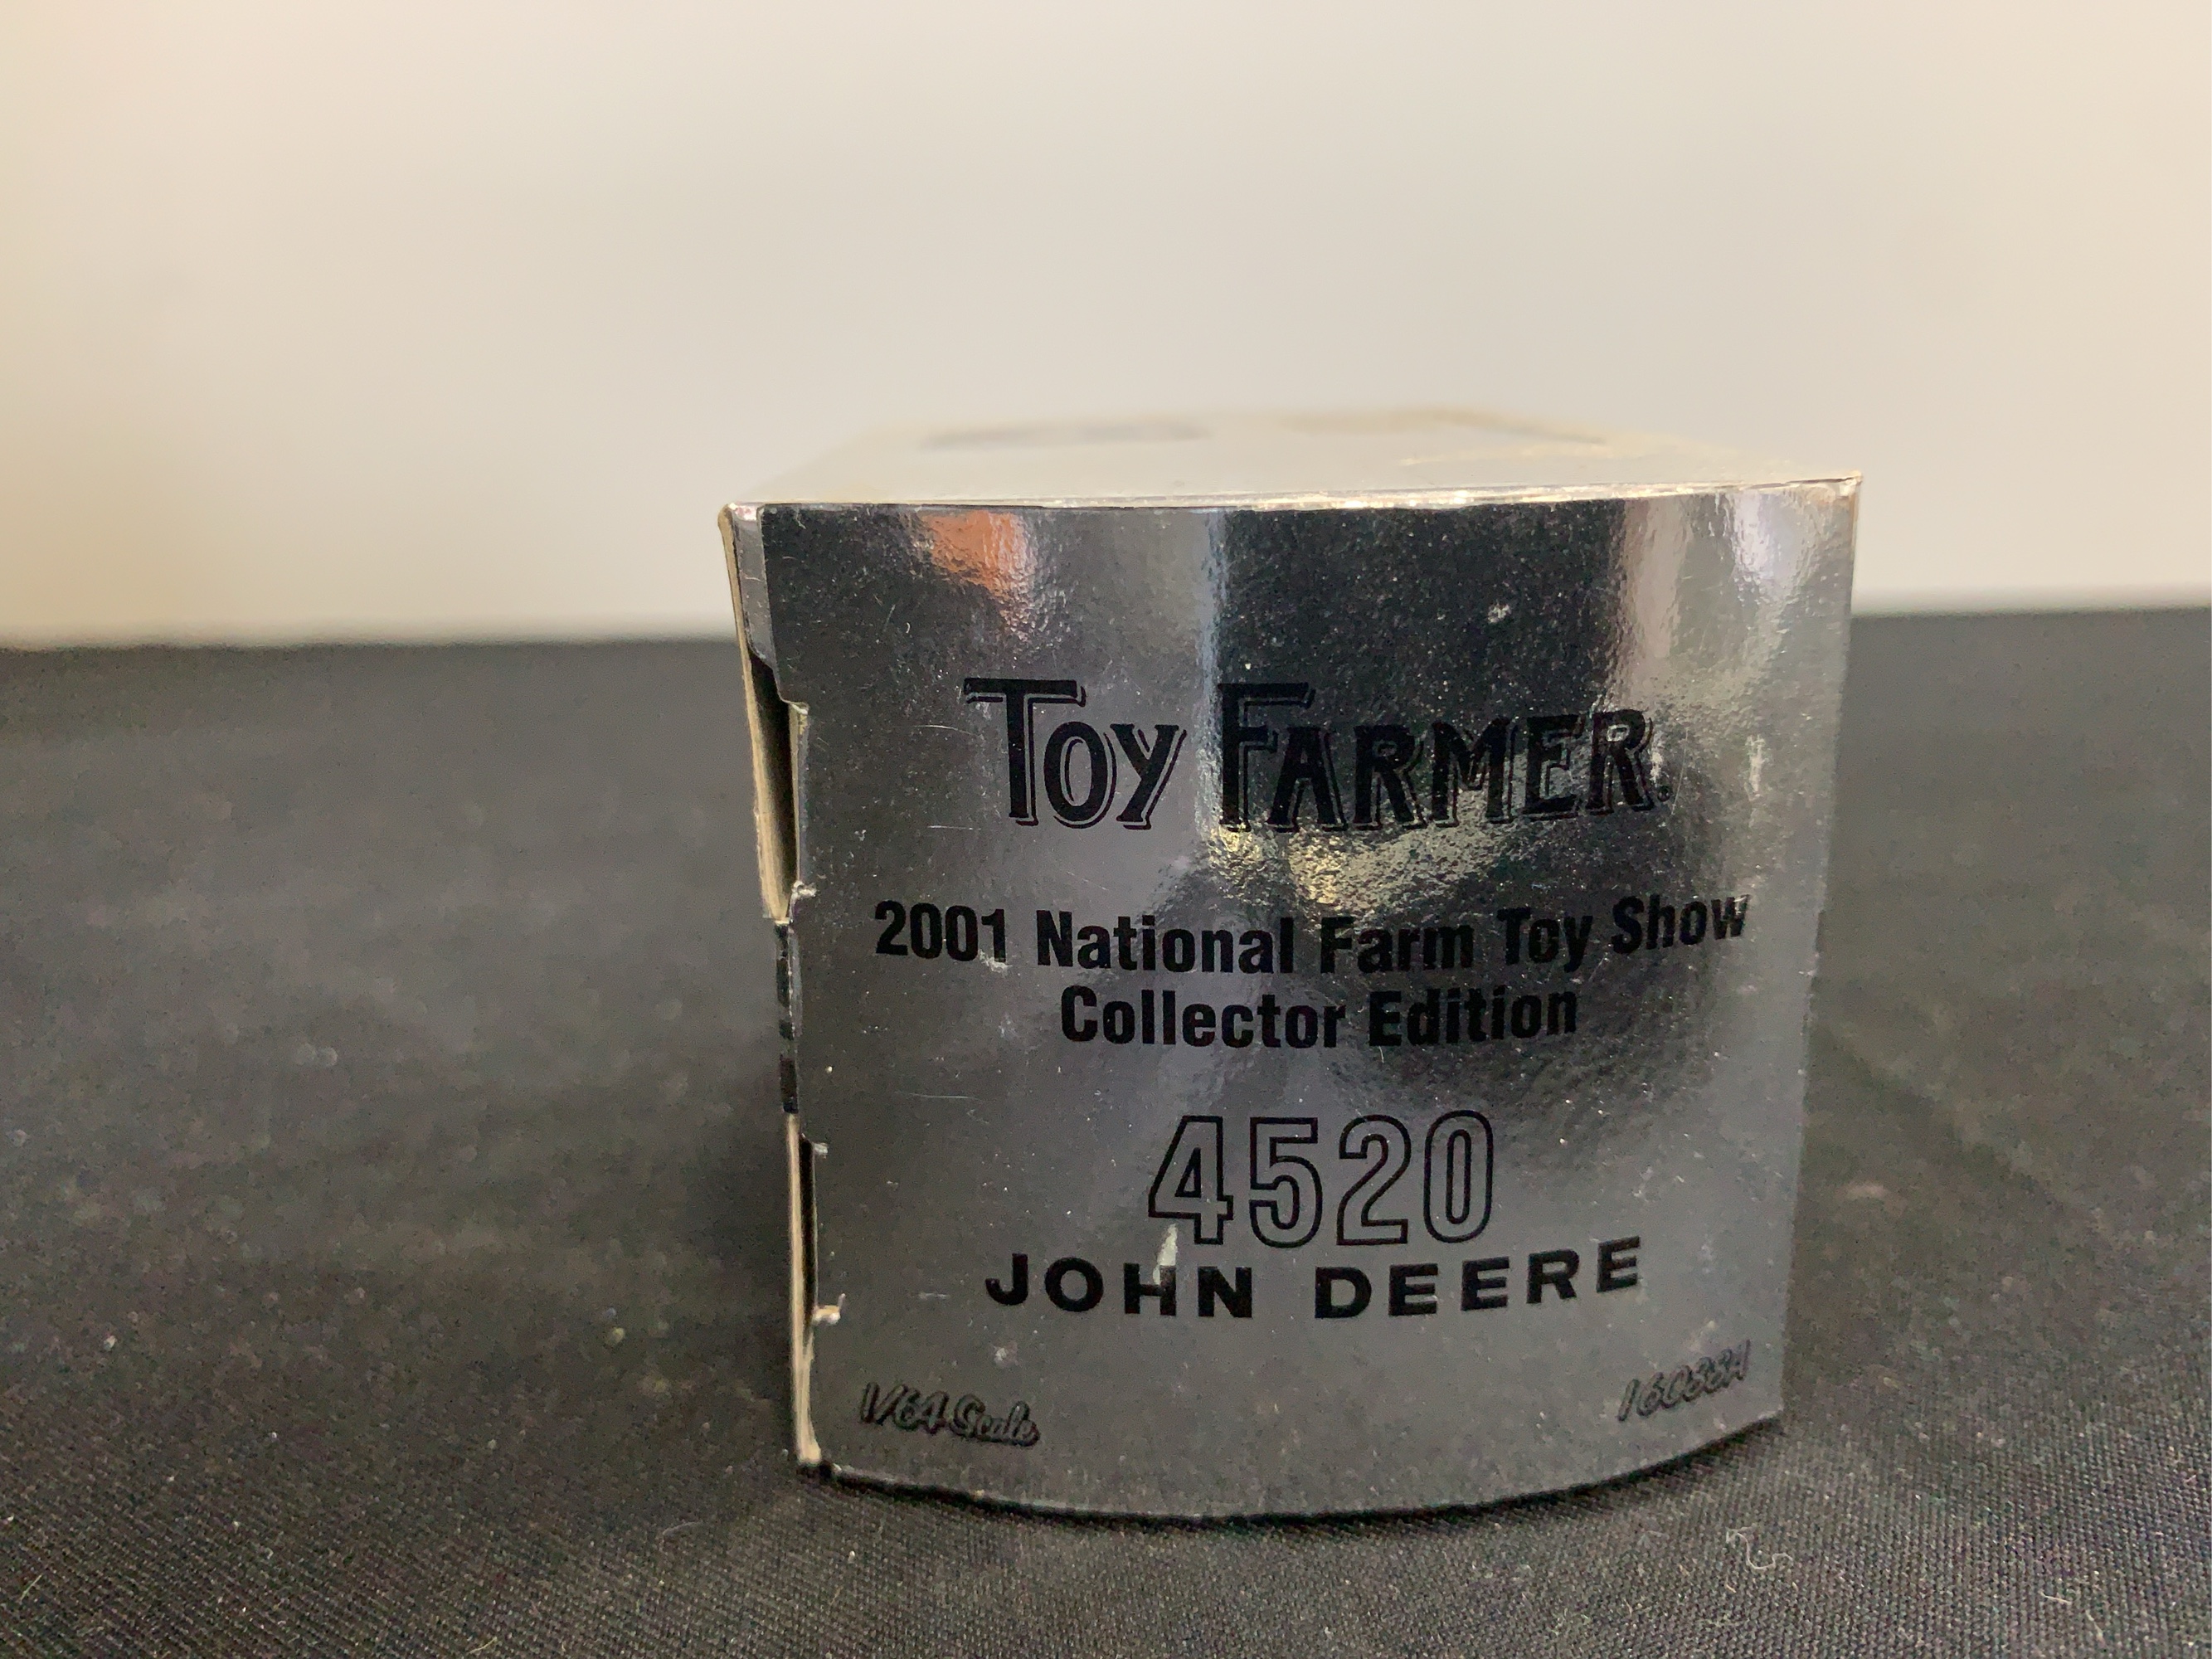 Toy Farmer®
2001 National Farm Toy Show
Collector Edition
4520
JOHN DEERE
1/64 Scale